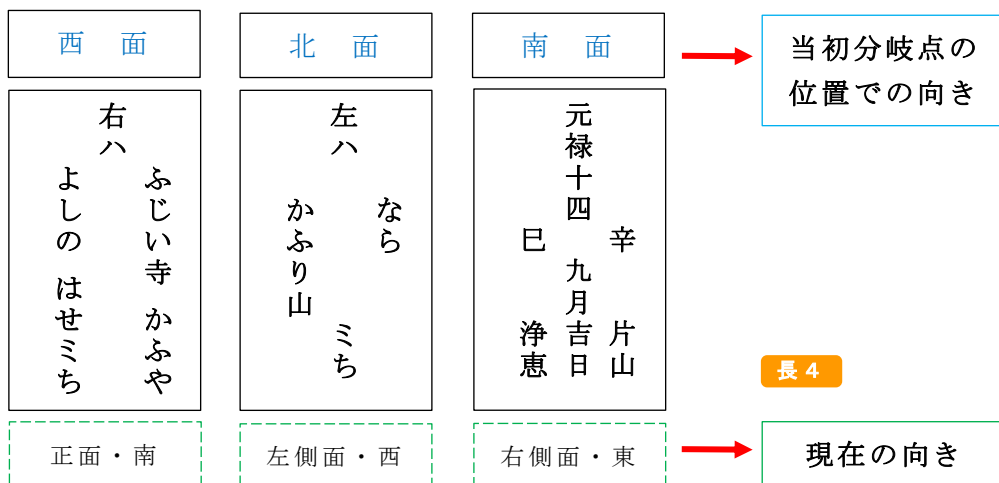 西 面
北 面
南 面
当初分岐点の
位置での向き
右ハ
ふじい寺 かふや
よしの はせミち
左ハ
なら
かふり山
ミち
元禄十四
辛
巳
九月吉日
片山
浄恵
長4
正面・南
左側面・西
右側面・東
現在の向き